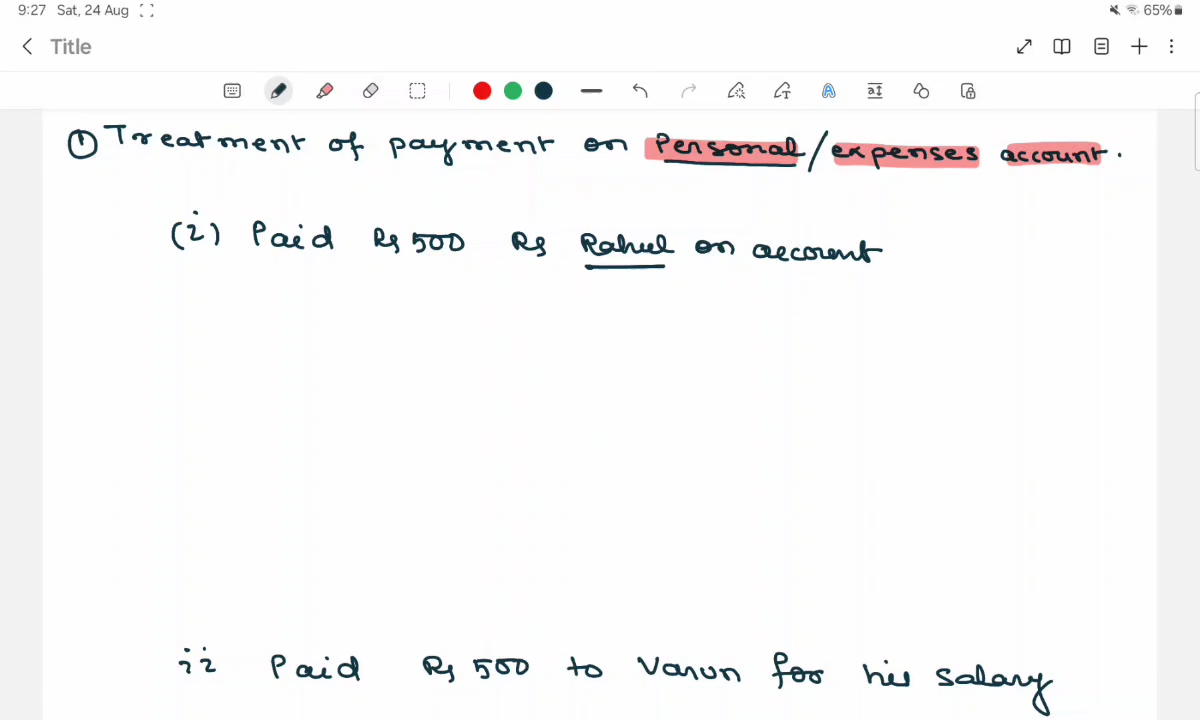 9:27 Sat, 24 Aug 65%
Title
① Treatment of payment on Personal/expenses account.
(i) Paid Rs 500 Rs Rahul on account
ii Paid Rs 500 to Varun for his salary